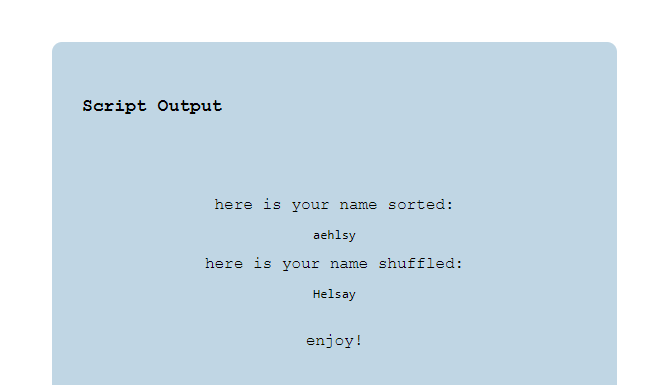 Script Output
here is your name sorted:
aehlsy
here is your name shuffled:
Helsay
enjoy!